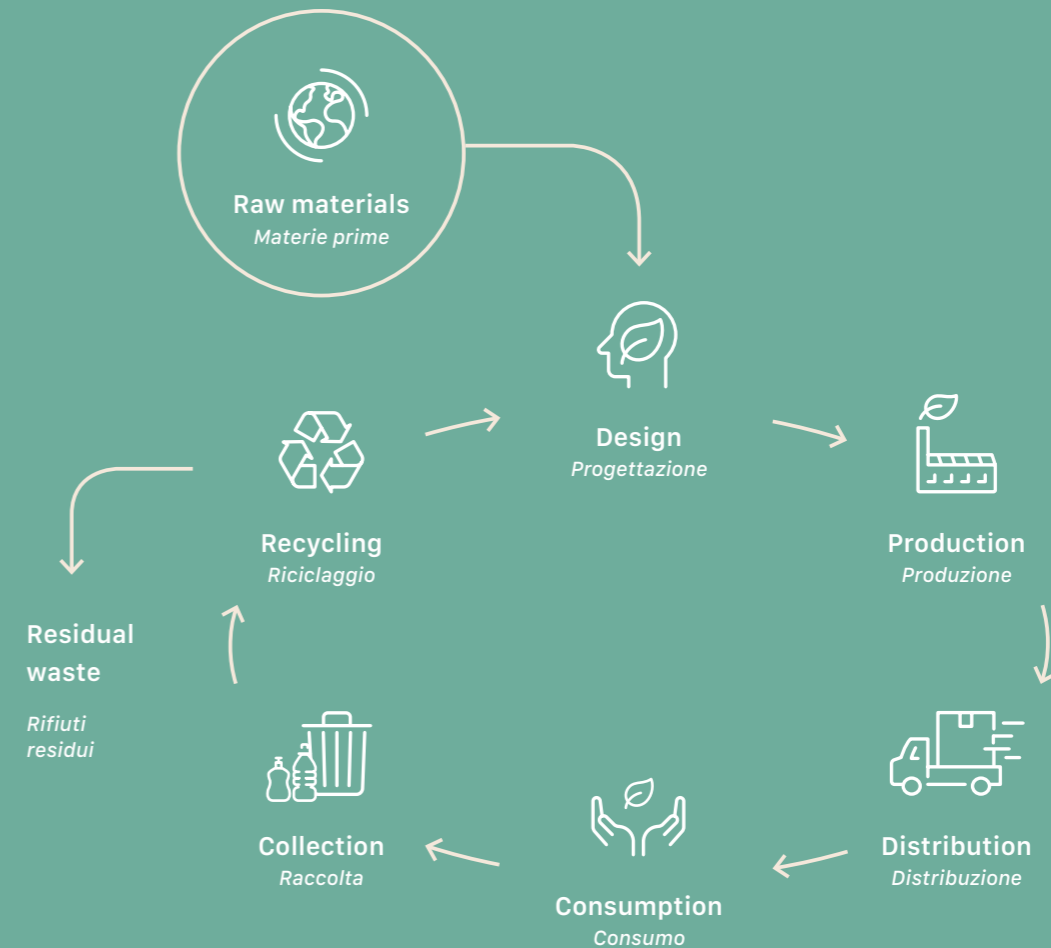 Raw materials
Materie prime
Design
Progettazione
Production
Produzione
Recycling
Riciclaggio
Residual
waste
Rifiuti
residui
Collection
Raccolta
Distribution
Distribuzione
Consumption
Consumo